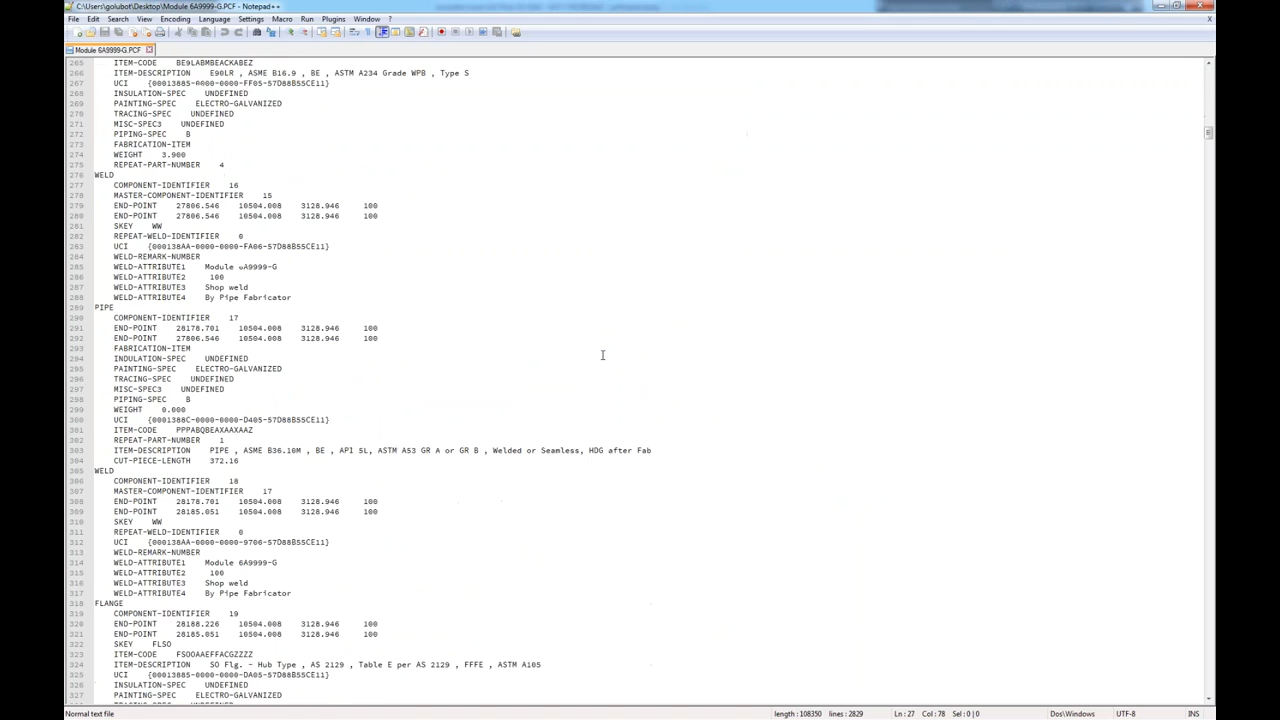 C:\Users\golubot\Desktop\Module 6A9999-G.PCF - Notepad++
File Edit Search View Encoding Language Settings Macro Run Plugins Window ? X
Module 6A9999-G.PCF
265 ITEM-CODE BE9LABMBEACKABEZ
266 ITEM-DESCRIPTION E90LR , ASME B16.9 , BE , ASTM A234 Grade WPB , Type S
267 UCI {00013885-0000-0000-FF05-57D88B55CE11}
268 INSULATION-SPEC UNDEFINED
269 PAINTING-SPEC ELECTRO-GALVANIZED
270 TRACING-SPEC UNDEFINED
271 MISC-SPEC3 UNDEFINED
272 PIPING-SPEC B
273 FABRICATION-ITEM
274 WEIGHT 3.900
275 REPEAT-PART-NUMBER 4
276 WELD
277 COMPONENT-IDENTIFIER 16
278 MASTER-COMPONENT-IDENTIFIER 15
279 END-POINT 27806.546 10504.008 3128.946 100
280 END-POINT 27806.546 10504.008 3128.946 100
281 SKEY WW
282 REPEAT-WELD-IDENTIFIER 0
283 UCI {000138AA-0000-0000-FA06-57D88B55CE11}
284 WELD-REMARK-NUMBER
285 WELD-ATTRIBUTE1 Module 6A9999-G
286 WELD-ATTRIBUTE2 100
287 WELD-ATTRIBUTE3 Shop weld
288 WELD-ATTRIBUTE4 By Pipe Fabricator
289 PIPE
290 COMPONENT-IDENTIFIER 17
291 END-POINT 28178.701 10504.008 3128.946 100
292 END-POINT 27806.546 10504.008 3128.946 100
293 FABRICATION-ITEM
294 INDULATION-SPEC UNDEFINED
295 PAINTING-SPEC ELECTRO-GALVANIZED
296 TRACING-SPEC UNDEFINED
297 MISC-SPEC3 UNDEFINED
298 PIPING-SPEC B
299 WEIGHT 0.000
300 UCI {0001388C-0000-0000-D405-57D88B55CE11}
301 ITEM-CODE PPPABQBEAXAAXAAZ
302 REPEAT-PART-NUMBER 1
303 ITEM-DESCRIPTION PIPE , ASME B36.10M , BE , API 5L, ASTM A53 GR A or GR B , Welded or Seamless, HDG after Fab
304 CUT-PIECE-LENGTH 372.16
305 WELD
306 COMPONENT-IDENTIFIER 18
307 MASTER-COMPONENT-IDENTIFIER 17
308 END-POINT 28178.701 10504.008 3128.946 100
309 END-POINT 28185.051 10504.008 3128.946 100
310 SKEY WW
311 REPEAT-WELD-IDENTIFIER 0
312 UCI {000138AA-0000-0000-9706-57D88B55CE11}
313 WELD-REMARK-NUMBER
314 WELD-ATTRIBUTE1 Module 6A9999-G
315 WELD-ATTRIBUTE2 100
316 WELD-ATTRIBUTE3 Shop weld
317 WELD-ATTRIBUTE4 By Pipe Fabricator
318 FLANGE
319 COMPONENT-IDENTIFIER 19
320 END-POINT 28188.226 10504.008 3128.946 100
321 END-POINT 28185.051 10504.008 3128.946 100
322 SKEY FLSO
323 ITEM-CODE FSOOAAEFFACGZZZZ
324 ITEM-DESCRIPTION SO Flg. - Hub Type , AS 2129 , Table E per AS 2129 , FFFE , ASTM A105
325 UCI {00013885-0000-0000-DA05-57D88B55CE11}
326 INSULATION-SPEC UNDEFINED
327 PAINTING-SPEC ELECTRO-GALVANIZED
Normal text file length : 108350 lines : 2829 Ln : 27 Col : 78 Sel : 0 | 0 Dos\Windows UTF-8 INS